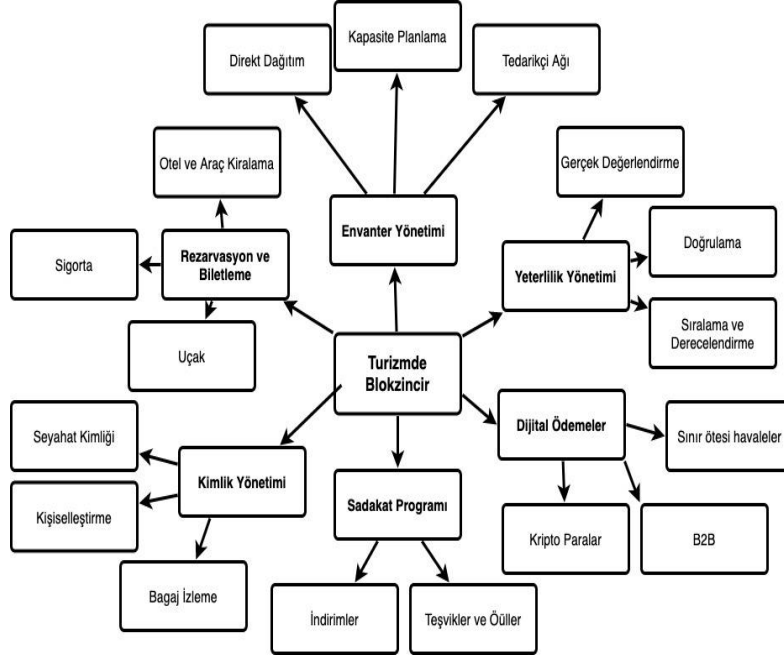 Kapasite Planlama
Direkt Dağıtım
Tedarikçi Ağı
Otel ve Araç Kiralama
Gerçek Değerlendirme
Envanter Yönetimi
Rezarvasyon ve
Biletleme
Sigorta
Yeterlilik Yönetimi
Doğrulama
Sıralama ve
Derecelendirme
Uçak
Turizmde
Blokzincir
Seyahat Kimliği
Dijital Ödemeler
Sınır ötesi havaleler
Kimlik Yönetimi
Kişiselleştirme
Sadakat Programı
Kripto Paralar
B2B
Bagaj İzleme
İndirimler
Teşvikler ve Öüller